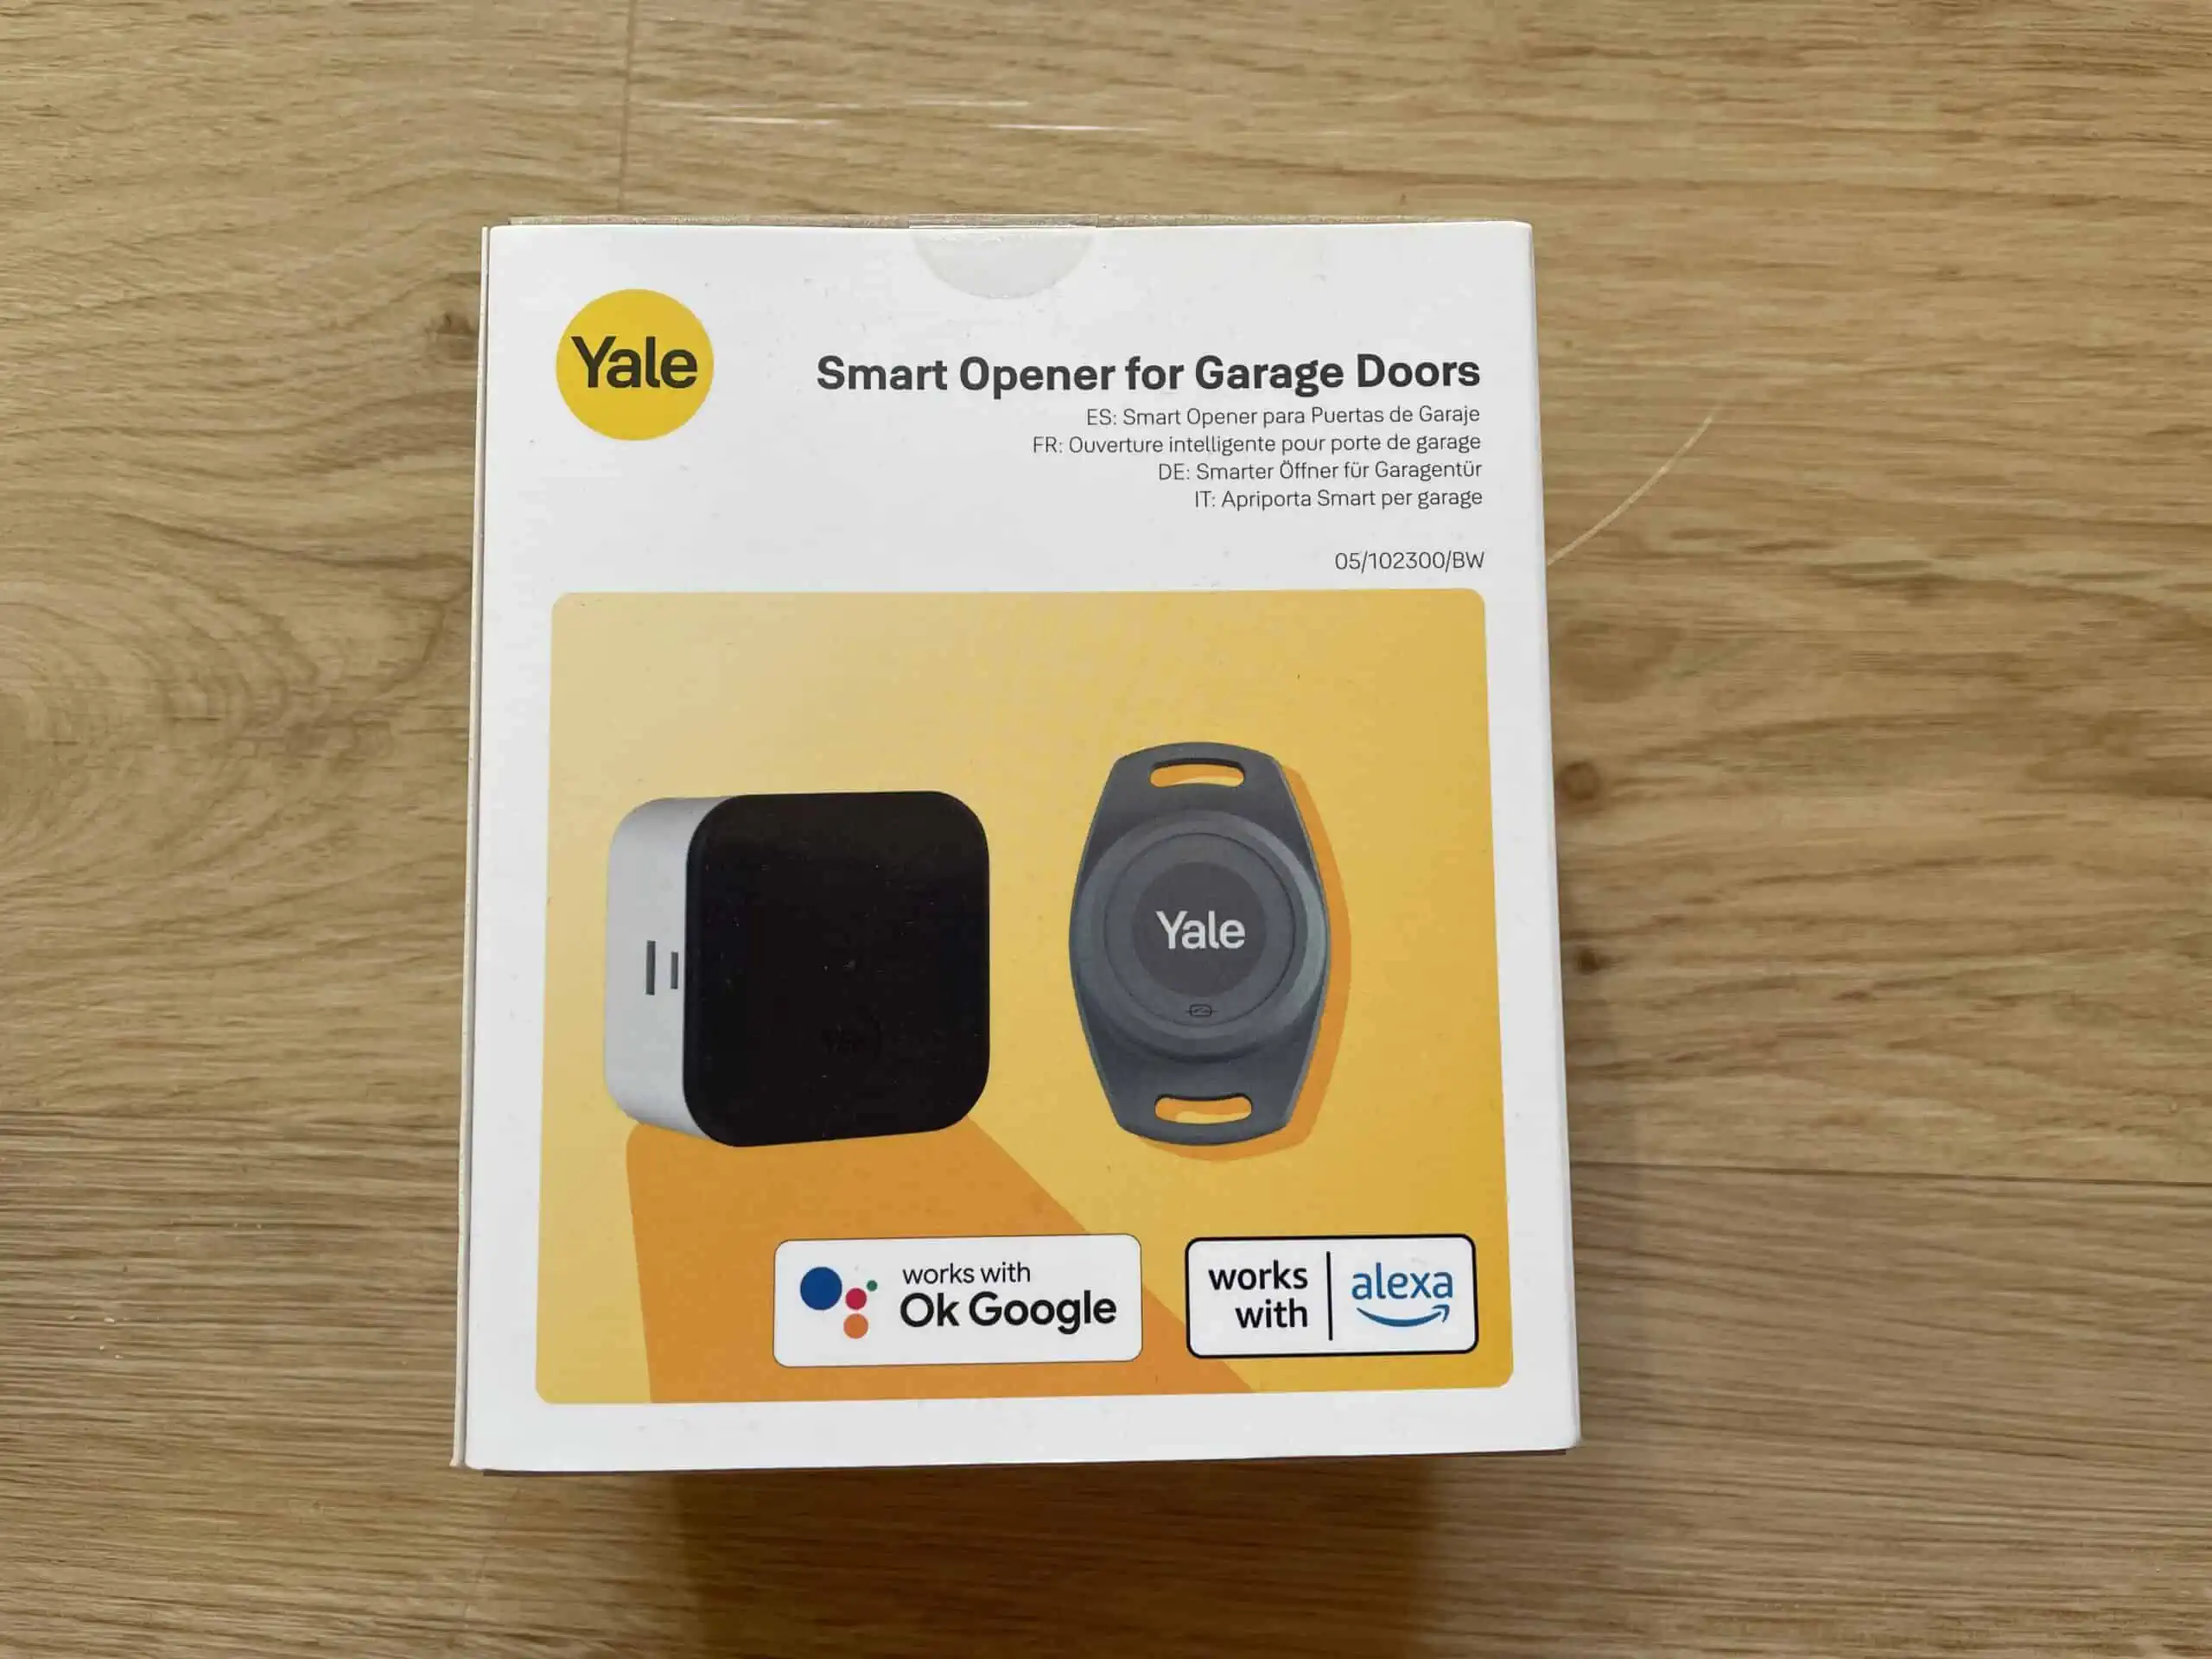 Yale
Smart Opener for Garage Doors
ES: Smart Opener para Puertas de Garaje
FR: Ouverture intelligente pour porte de garage
DE: Smarter Öffner für Garagentür
IT: Apriporta Smart per garage
05/102300/BW
Yale
works with
Ok Google
works
with
alexa